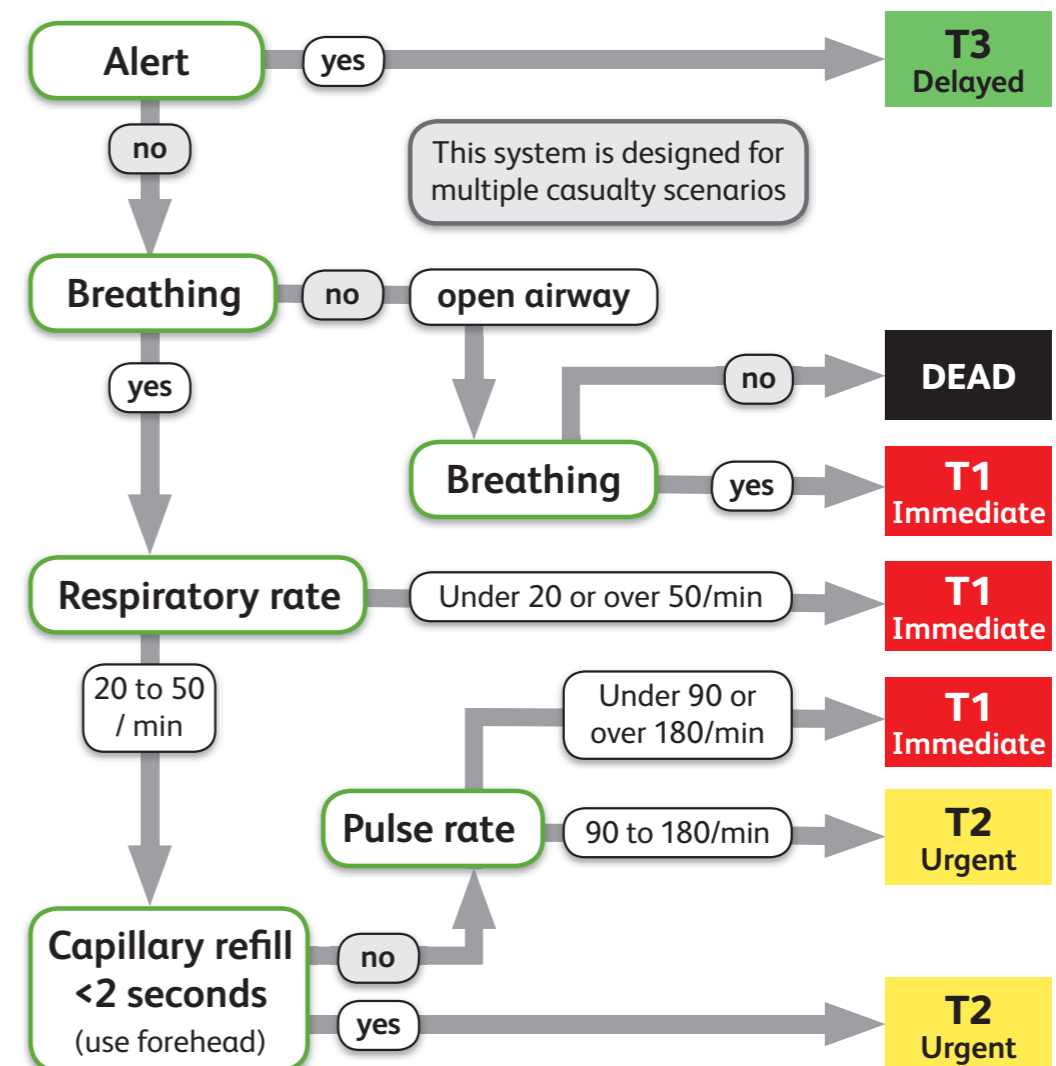 Alert
yes
T3
Delayed
no
This system is designed for
multiple casualty scenarios
Breathing
no
open airway
yes
no
DEAD
Breathing
yes
T1
Immediate
Respiratory rate
Under 20 or over 50/min
T1
Immediate
20 to 50
/ min
Under 90 or
over 180/min
T1
Immediate
Pulse rate
90 to 180/min
T2
Urgent
Capillary refill
<2 seconds
(use forehead)
no
yes
T2
Urgent